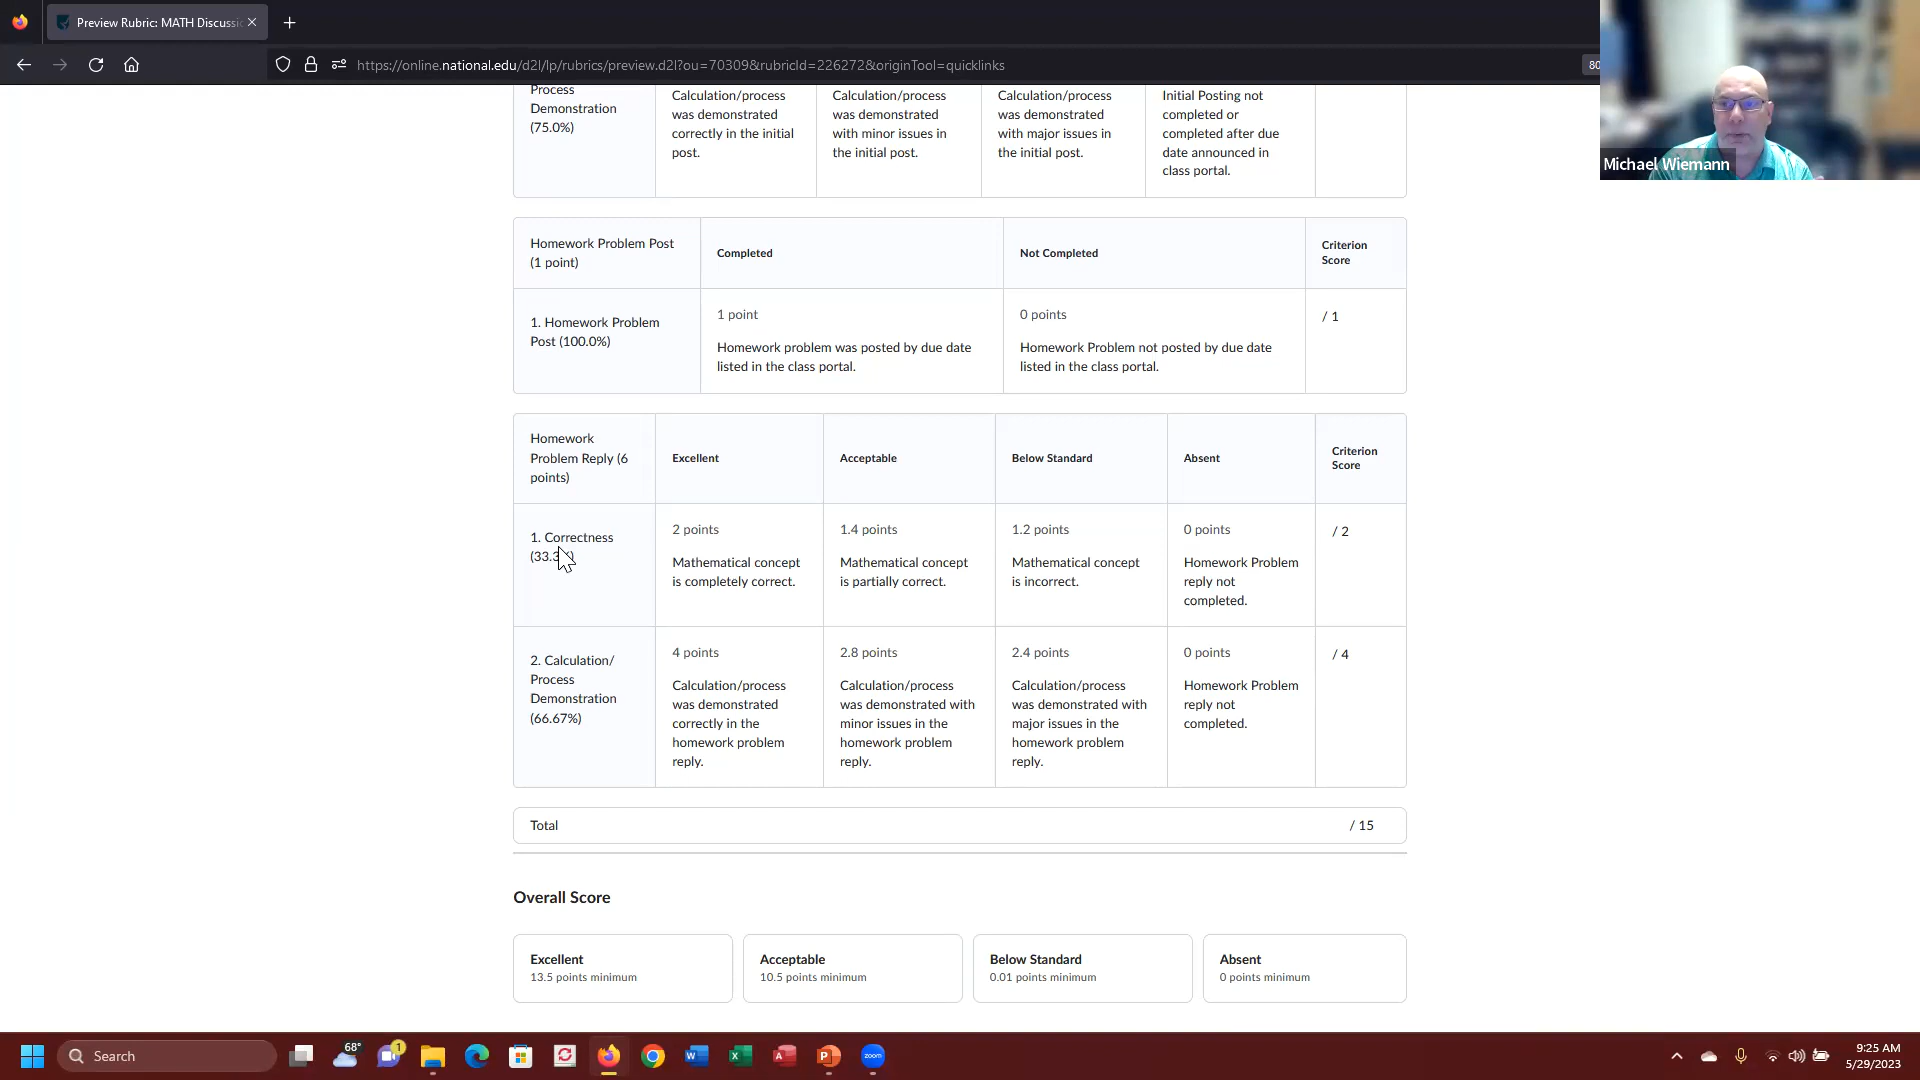 Preview Rubric: MATH Discussi
https://online.national.edu/d2l/lp/rubrics/preview.d2l?ou=70309&rubricId=226272&originTool=quicklinks
80
Michael Wiemann
Process
Demonstration
(75.0%)
Calculation/process
was demonstrated
correctly in the initial
post.
Calculation/process
was demonstrated
with minor issues in
the initial post.
Calculation/process
was demonstrated
with major issues in
the initial post.
Initial Posting not
completed or
completed after due
date announced in
class portal.
Homework Problem Post
(1 point)
Completed
Not Completed
Criterion
Score
1. Homework Problem
Post (100.0%)
1 point
Homework problem was posted by due date
listed in the class portal.
0 points
Homework Problem not posted by due date
listed in the class portal.
/ 1
Homework
Problem Reply (6
points)
Excellent
Acceptable
Below Standard
Absent
Criterion
Score
1. Correctness
2 points
Mathematical concept
is completely correct.
1.4 points
Mathematical concept
is partially correct.
1.2 points
Mathematical concept
is incorrect.
0 points
Homework Problem
reply not
completed.
/ 2
2. Calculation/
Process
Demonstration
(66.67%)
4 points
Calculation/process
was demonstrated
correctly in the
homework problem
reply.
2.8 points
Calculation/process
was demonstrated with
minor issues in the
homework problem
reply.
2.4 points
Calculation/process
was demonstrated with
major issues in the
homework problem
reply.
0 points
Homework Problem
reply not
completed.
/ 4
Total
/ 15
Overall Score
Excellent
13.5 points minimum
Acceptable
10.5 points minimum
Below Standard
0.01 points minimum
Absent
0 points minimum
Search
68°
1
zoom
9:25 AM
5/29/2023